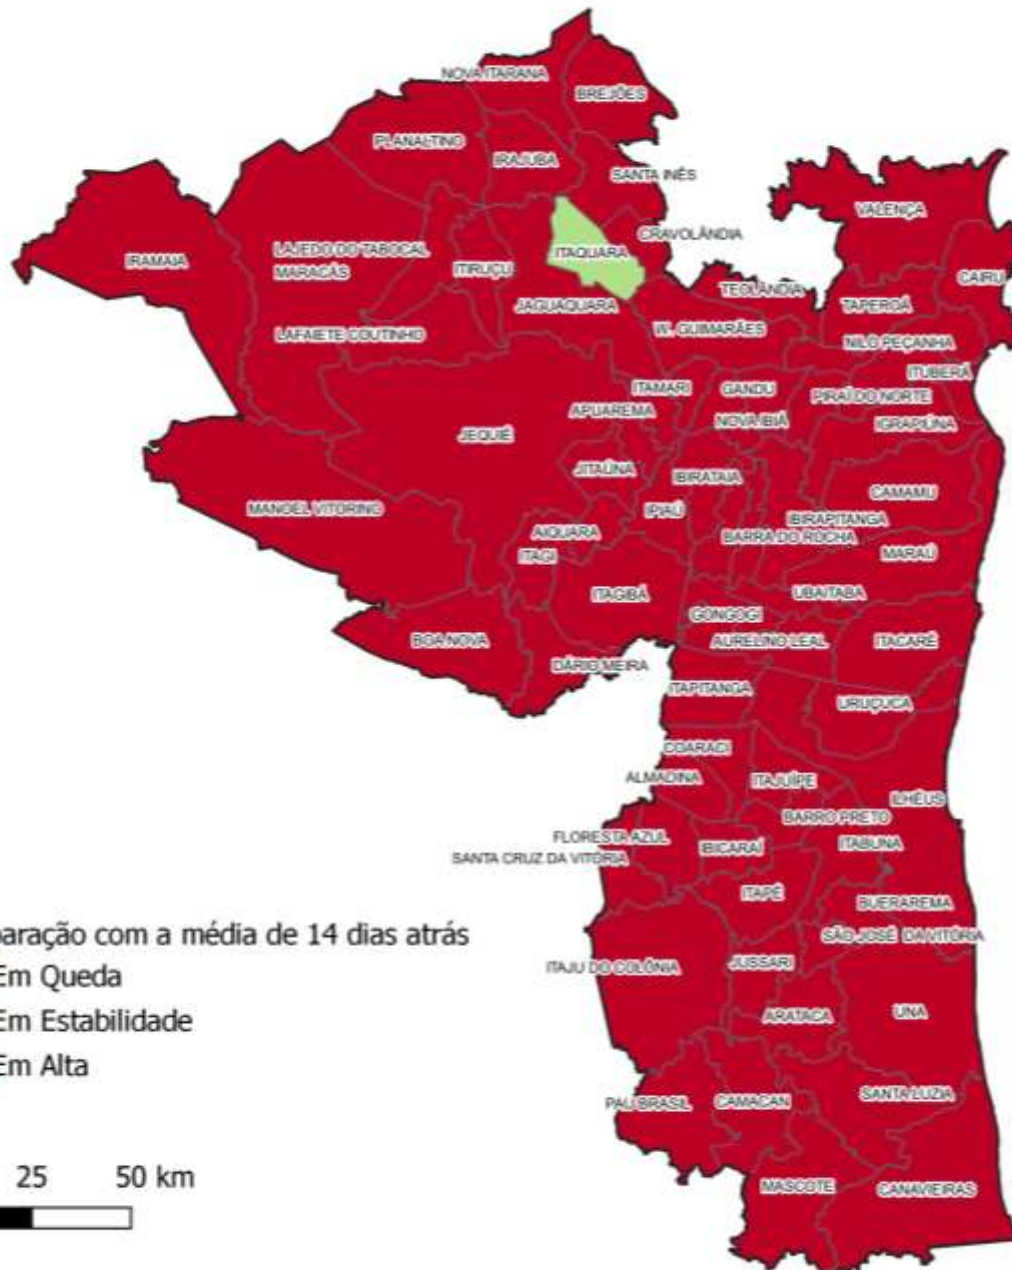 NOVA ITARANA
BREJÕES
PLANALTINO
IRAJUBA
SANTA INÊS
VALENÇA
CRAVOLÂNDIA
IRAMAIA
LAJEDO DO TABOCAL
ITAQUARA
MARACÁS
ITIRUÇU
CAIRU
TEOLÂNDIA
JAGUAQUARA
TAPEROÁ
LAFAIETE COUTINHO
W. GUIMARÃES
NILO PEÇANHA
ITUBERÁ
ITAMARI
GANDU
PIRAÍ DO NORTE
APUAREMA
NOVA IBIÁ
IGRAPIÚNA
JEQUIÉ
JITAÚNA
IBIRATAIA
CAMAMU
MANOEL VITORINO
IPIAÚ
IBIRAPITANGA
AIQUARA
BARRA DO ROCHA
ITAGI
MARAÚ
ITAGIBÁ
UBAITABA
GONGOGI
BOA NOVA
AURELINO LEAL
ITACARÉ
DÁRIO MEIRA
ITAPITANGA
URUÇUCA
COARACI
ALMADINA
ITAJUÍPE
ILHÉUS
BARRO PRETO
FLORESTA AZUL
IBICARAÍ
ITABUNA
SANTA CRUZ DA VITÓRIA
ITAPÉ
BUERAREMA
SÃO JOSÉ DA VITÓRIA
ITAJU DO COLÔNIA
JUSSARI
ARATACA
UNA
PAU BRASIL
CAMACAN
SANTA LUZIA
MASCOTE
CANAVIEIRAS
paração com a média de 14 dias atrás
Em Queda
Em Estabilidade
Em Alta
25 50 km